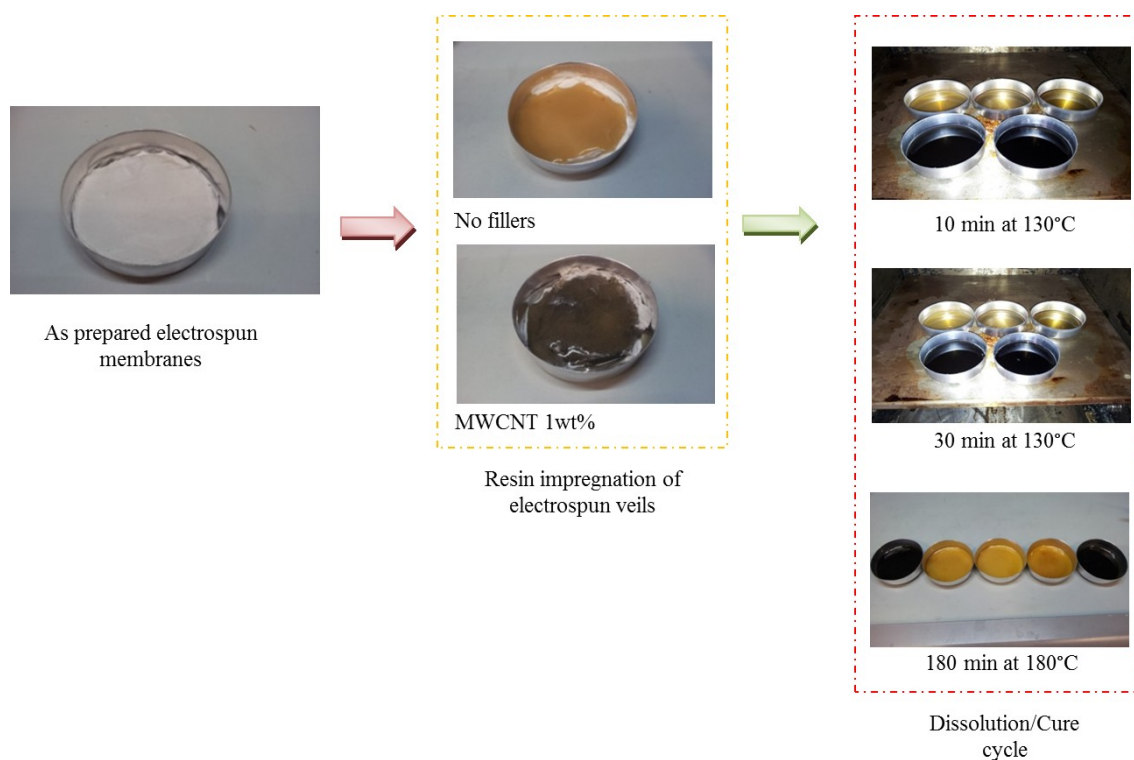 As prepared electrospun
membranes
No fillers
MWCNT 1wt%
Resin impregnation of
electrospun veils
10 min at 130°C
30 min at 130°C
180 min at 180°C
Dissolution/Cure
cycle